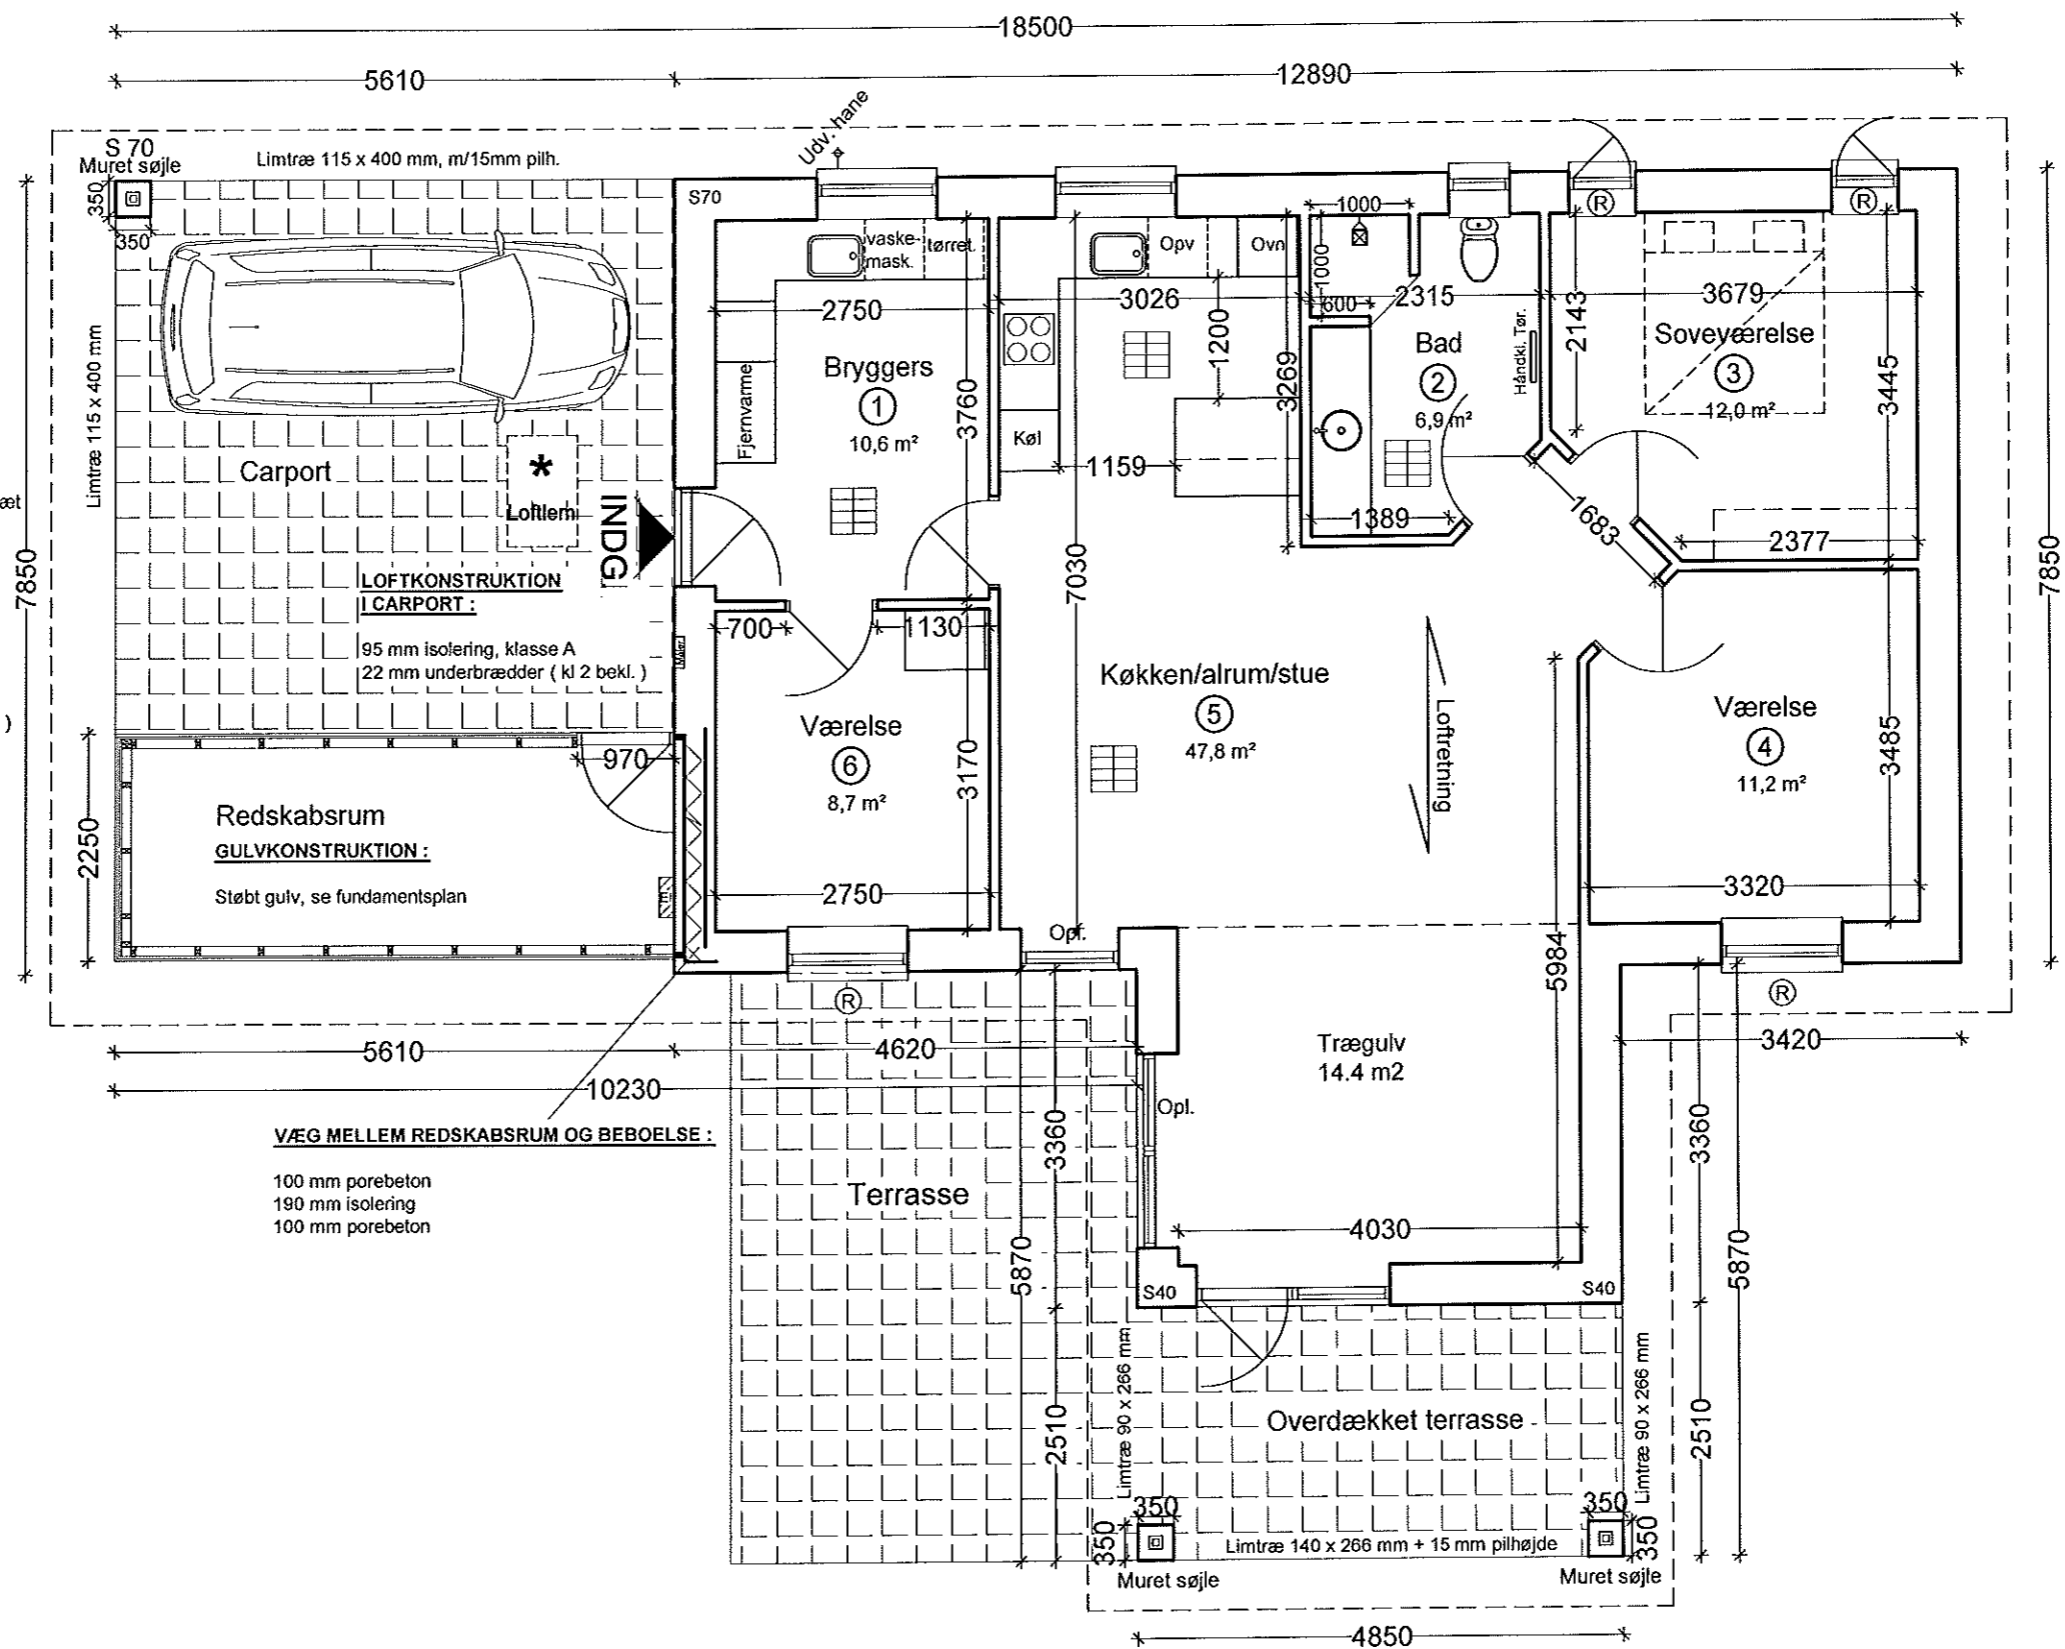 18500
5610
12890
Udv. hane
S 70
Muret søjle
Limtræ 115 x 400 mm, m/15mm pilh.
350
350
S70
vaske-
mask.
tørret.
Opv
Ovn
1000
1000
600
R
R
2750
3026
2315
3679
1200
2143
Bryggers
1
10,6 m²
3760
3269
Bad
2
6,9 m²
Håndkl. Tør.
Soveværelse
3
12,0 m²
3445
Limtræ 115 x 400 mm
Fjernvarme
Køl
1159
Carport
*
Loftlem
INDG
1389
1683
2377
æt
7850
7850
7030
LOFTKONSTRUKTION
I CARPORT :
95 mm isolering, klasse A
22 mm underbrædder ( kl 2 bekl. )
700
1130
Køkken/alrum/stue
5
47,8 m²
Loftretning
)
Værelse
6
8,7 m²
3170
Værelse
4
11,2 m²
3485
970
2250
Redskabsrum
GULVKONSTRUKTION :
Støbt gulv, se fundamentsplan
2750
3320
Opl.
5984
R
R
5610
4620
3420
10230
Trægulv
14.4 m2
Opl.
VÆG MELLEM REDSKABSRUM OG BEBOELSE :
100 mm porebeton
190 mm isolering
100 mm porebeton
3360
3360
Terrasse
4030
5870
5870
S40
S40
Limtræ 90 x 266 mm
Limtræ 90 x 266 mm
Overdækket terrasse
2510
2510
350
350
350
350
Limtræ 140 x 266 mm + 15 mm pilhøjde
Muret søjle
Muret søjle
4850